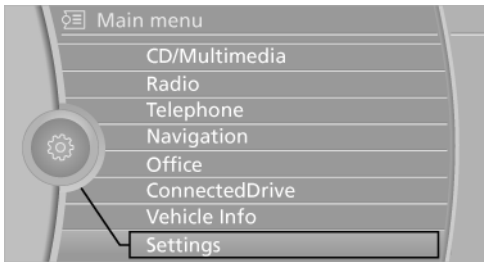 Main menu
CD/Multimedia
Radio
Telephone
Navigation
Office
ConnectedDrive
Vehicle Info
Settings